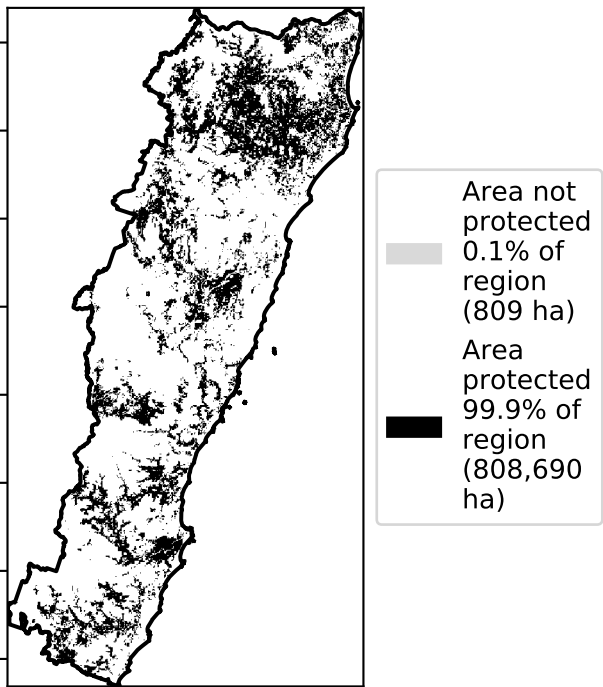 Area not
protected
0.1% of
region
(809 ha)
Area
protected
99.9% of
region
(808,690
ha)